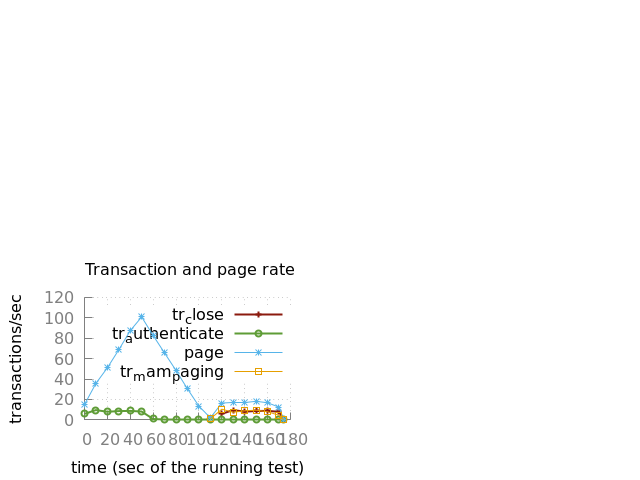 Transaction and page rate
transactions/sec
120
100
80
60
40
20
0
tr_close
tr_authenticate
page
tr_mam_paging
0 20 40 60 80 100 120 140 160 180
time (sec of the running test)